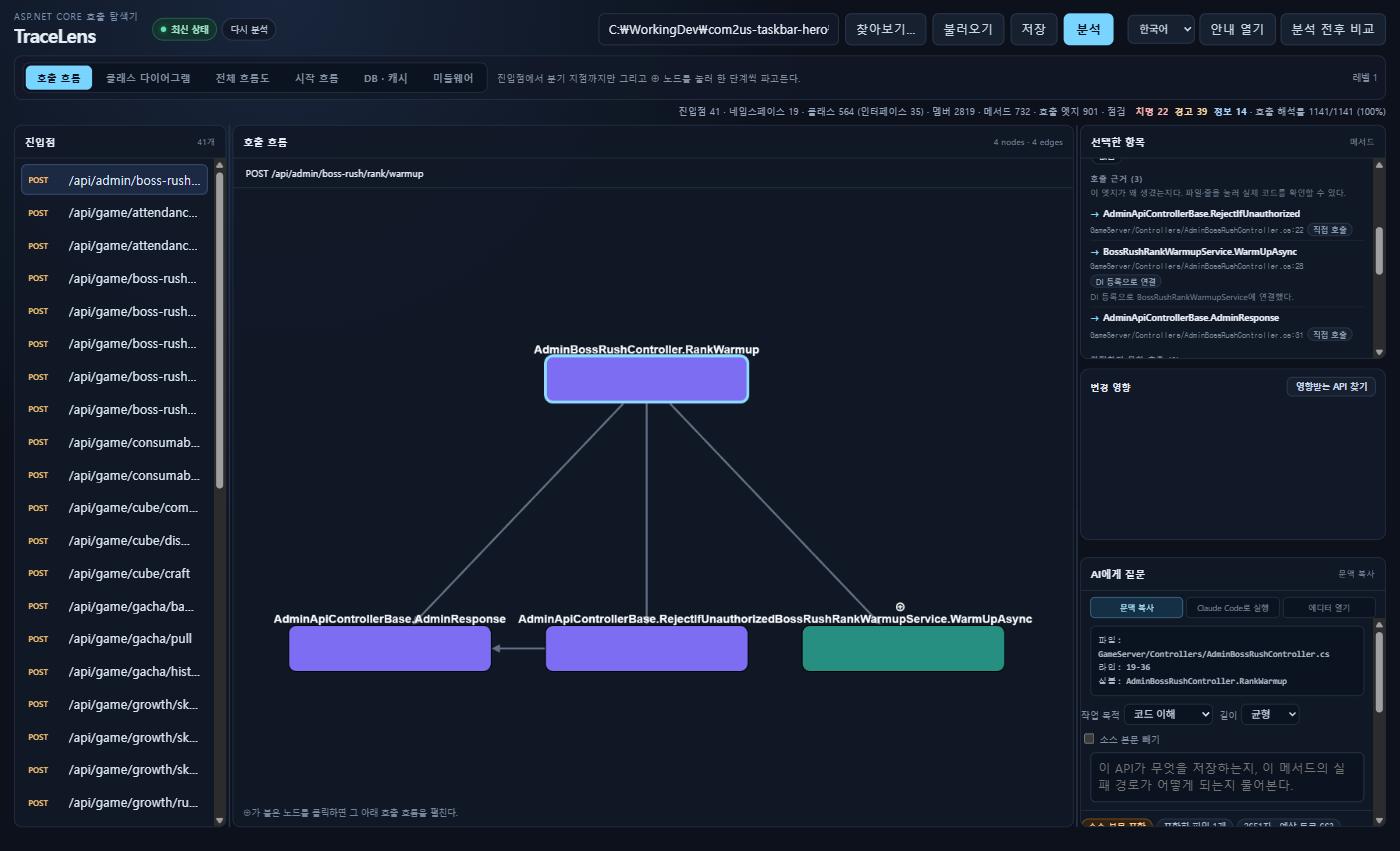 ASP.NET CORE 호출 탐색기
TraceLens
최신 상태
다시 분석
C:₩WorkingDev₩com2us-taskbar-hero
찾아보기...
불러오기
저장
분석
한국어
안내 열기
분석 전후 비교
호출 흐름
클래스 다이어그램
전체 흐름도
시작 흐름
DB · 캐시
미들웨어
진입점에서 분기 지점까지만 그리고 ⊕ 노드를 눌러 한 단계씩 파고든다.
레벨 1
진입점 41 · 네임스페이스 19 · 클래스 564 (인터페이스 35) · 멤버 2819 · 메서드 732 · 호출 엣지 901 · 점검 치명 22 경고 39 정보 14 · 호출 해석률 1141/1141 (100%)
진입점
41개
POST /api/admin/boss-rush...
POST /api/game/attendanc...
POST /api/game/attendanc...
POST /api/game/boss-rush...
POST /api/game/boss-rush...
POST /api/game/boss-rush...
POST /api/game/boss-rush...
POST /api/game/boss-rush...
POST /api/game/consumab...
POST /api/game/consumab...
POST /api/game/cube/com...
POST /api/game/cube/dis...
POST /api/game/cube/craft
POST /api/game/gacha/ba...
POST /api/game/gacha/pull
POST /api/game/gacha/hist...
POST /api/game/growth/sk...
POST /api/game/growth/sk...
POST /api/game/growth/sk...
POST /api/game/growth/ru...
호출 흐름
4 nodes · 4 edges
POST /api/admin/boss-rush/rank/warmup
AdminBossRushController.RankWarmup
AdminApiControllerBase.AdminResponse
AdminApiControllerBase.RejectIfUnauthorized
BossRushRankWarmupService.WarmUpAsync
⊕
⊕가 붙은 노드를 클릭하면 그 아래 호출 흐름을 펼친다.
선택한 항목
메서드
호출 근거 (3)
이 엣지가 왜 생겼는지다. 파일·줄을 눌러 실제 코드를 확인할 수 있다.
→ AdminApiControllerBase.RejectIfUnauthorized
GameServer/Controllers/AdminBossRushController.cs:22 직접 호출
→ BossRushRankWarmupService.WarmUpAsync
GameServer/Controllers/AdminBossRushController.cs:28
DI 등록으로 연결
DI 등록으로 BossRushRankWarmupService에 연결했다.
→ AdminApiControllerBase.AdminResponse
GameServer/Controllers/AdminBossRushController.cs:31 직접 호출
변경 영향
영향받는 API 찾기
AI에게 질문
문맥 복사
문맥 복사
Claude Code로 실행
에디터 열기
파일:
GameServer/Controllers/AdminBossRushController.cs
라인: 19-36
심볼: AdminBossRushController.RankWarmup
작업 목적
코드 이해
길이
균형
소스 본문 빼기
이 API가 무엇을 저장하는지, 이 메서드의 실
패 경로가 어떻게 되는지 물어본다.
소스 본문 포함
포함한 파일 1개